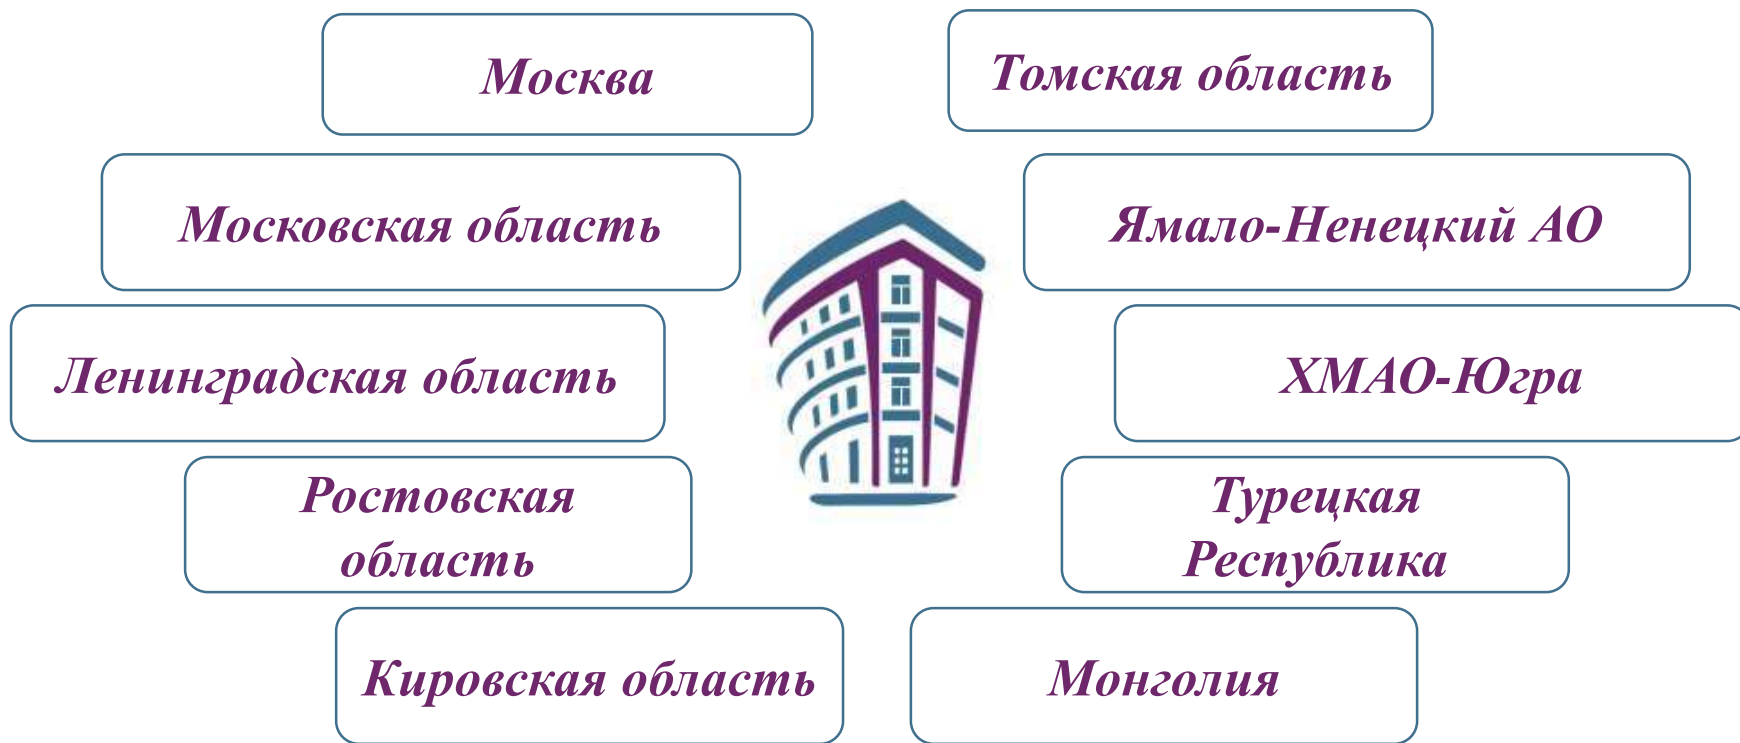 Москва
Томская область
Московская область
Ямало-Ненецкий АО
Ленинградская область
ХМАО-Югра
Ростовская
область
Турецкая
Республика
Кировская область
Монголия